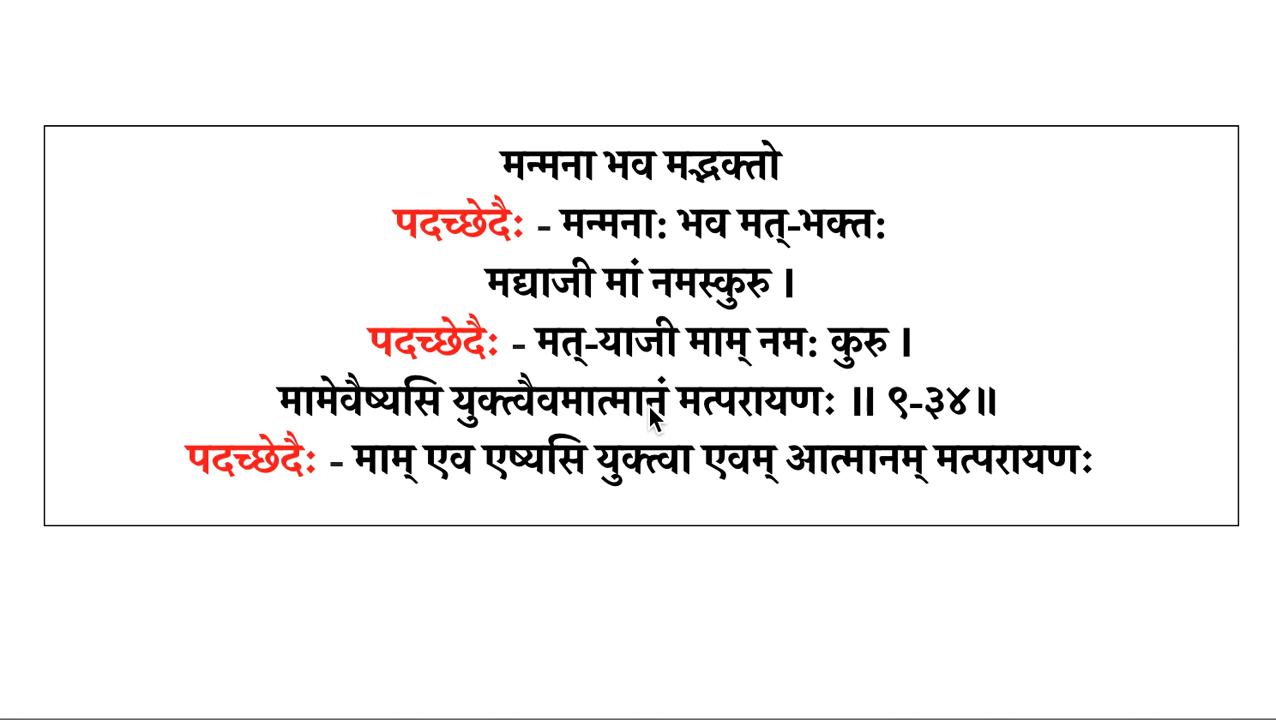 मन्मना भव मद्भक्तो
पदच्छेदैः - मन्मना: भव मत्-भक्त:
मद्याजी मां नमस्कुरु ।
पदच्छेदैः - मत्-याजी माम् नम: कुरु ।
मामेवैष्यसि युक्त्वैवमात्मानं मत्परायणः ॥ ९-३४॥
पदच्छेदैः - माम् एव एष्यसि युक्त्वा एवम् आत्मानम् मत्परायणः